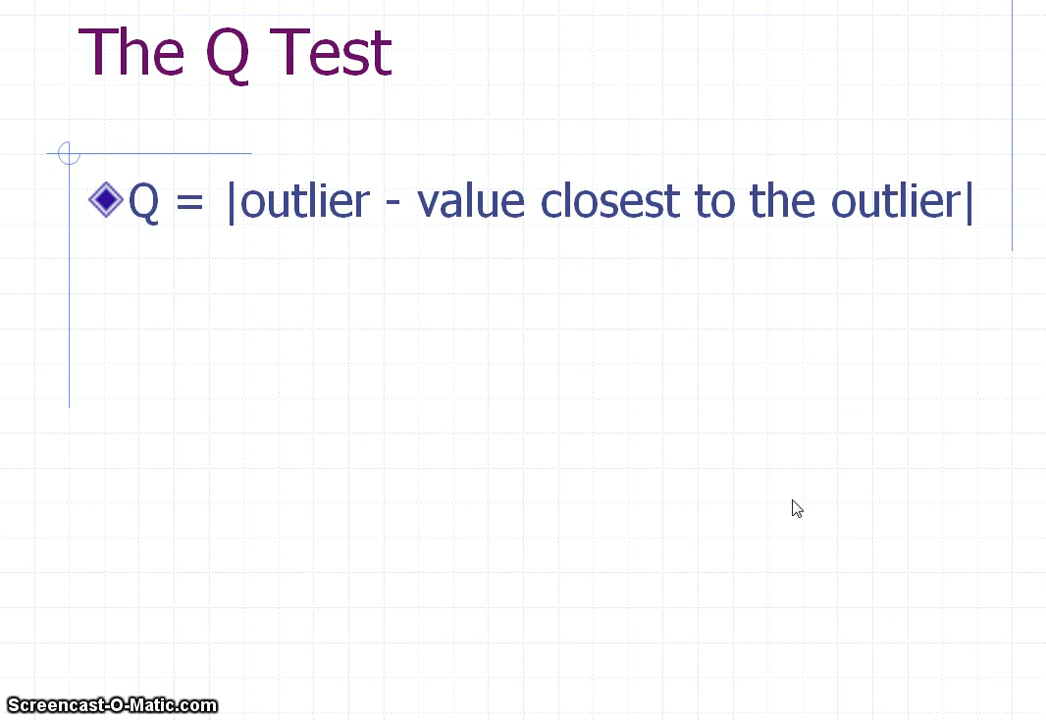 The Q Test
Q = |outlier - value closest to the outlier|
Screencast-O-Matic.com